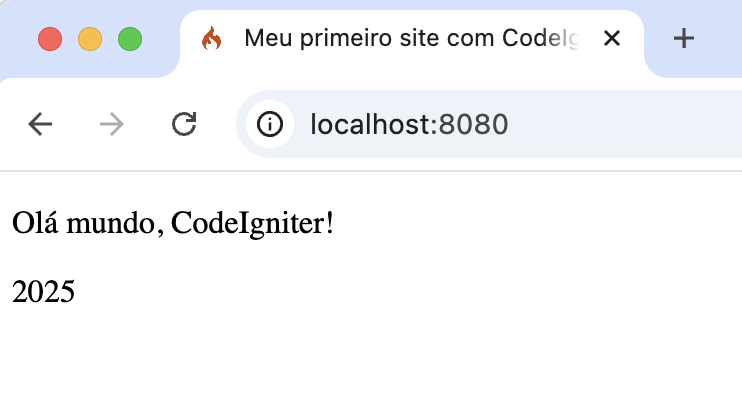 Meu primeiro site com CodeIg
localhost:8080
Olá mundo, CodeIgniter!
2025